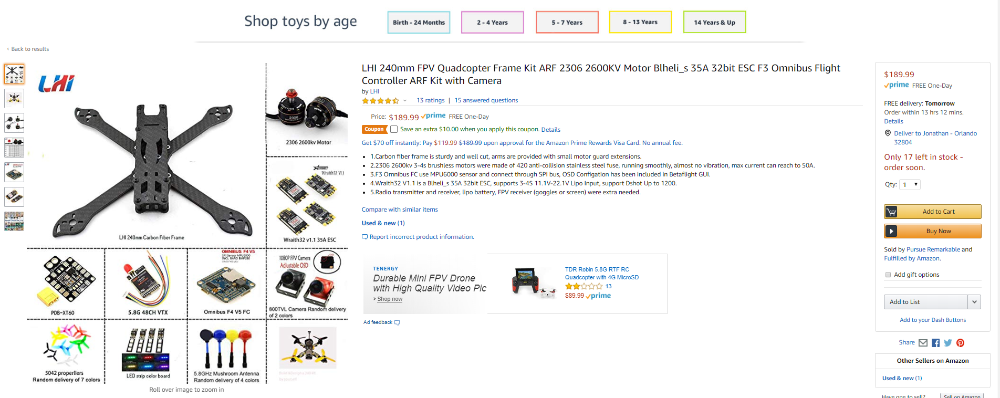 Shop toys by age
Birth - 24 Months
2 - 4 Years
5 - 7 Years
8 - 13 Years
14 Years & Up
‹ Back to results
LHI
2306 2600kv Motor
Wraith32 V1.1
Wraith32 v1.1 35A ESC
LHI 240mm Carbon Fiber Frame
PDB-XT60
5.8G 48CH VTX
OMNIBUS F4 V5
SPI Sensor MPU6000
INCL. BARO BMP280
Omnibus F4 V5 FC
1080P FPV Camera
Adjustable OSD
800TVL Camera Random delivery
of 2 colors
5042 properllers
Random delivery of 7 colors
LED strip color board
5.8GHz Mushroom Antenna
Random delivery of 4 colors
Roll over image to zoom in
LHI 240mm FPV Quadcopter Frame Kit ARF 2306 2600KV Motor Blheli_s 35A 32bit ESC F3 Omnibus Flight
Controller ARF Kit with Camera
by LHI
13 ratings | 15 answered questions
Price: $189.99 prime FREE One-Day
Coupon Save an extra $10.00 when you apply this coupon. Details
Get $70 off instantly: Pay $119.99 $189.99 upon approval for the Amazon Prime Rewards Visa Card. No annual fee.
• 1.Carbon fiber frame is sturdy and well cut, arms are provided with small motor guard extensions.
• 2.2306 2600kv 3-4s brushless motors were made of 420 anti-collision stainless steel fuse, running smoothly, almost no vibration, max current can reach to 50A.
• 3.F3 Omnibus FC use MPU6000 sensor and connect through SPI bus, OSD Configation has been included in Betaflight GUI.
• 4.Wraith32 V1.1 is a Blheli_s 35A 32bit ESC, supports 3-4S 11.1V-22.1V Lipo Input, support Dshot Up to 1200.
• 5.Radio transmitter and receiver, lipo battery, FPV receiver (goggles or screen) were extra needed.
Compare with similar items
Used & new (1)
Report incorrect product information.
TENERGY
Durable Mini FPV Drone
with High Quality Video Pic
› Shop now
TDR Robin 5.8G RTF RC
Quadcopter with 4G MicroSD
13
$89.99 prime
Ad feedback
$189.99
prime FREE One-Day
FREE delivery: Tomorrow
Order within 13 hrs 12 mins.
Details
Deliver to Jonathan - Orlando
32804
Only 17 left in stock -
order soon.
Qty: 1
Add to Cart
Buy Now
Sold by Pursue Remarkable and
Fulfilled by Amazon.
Add gift options
Add to List
Add to your Dash Buttons
Share
Other Sellers on Amazon
Used & new (1)
Have one to sell?
Sell on Amazon